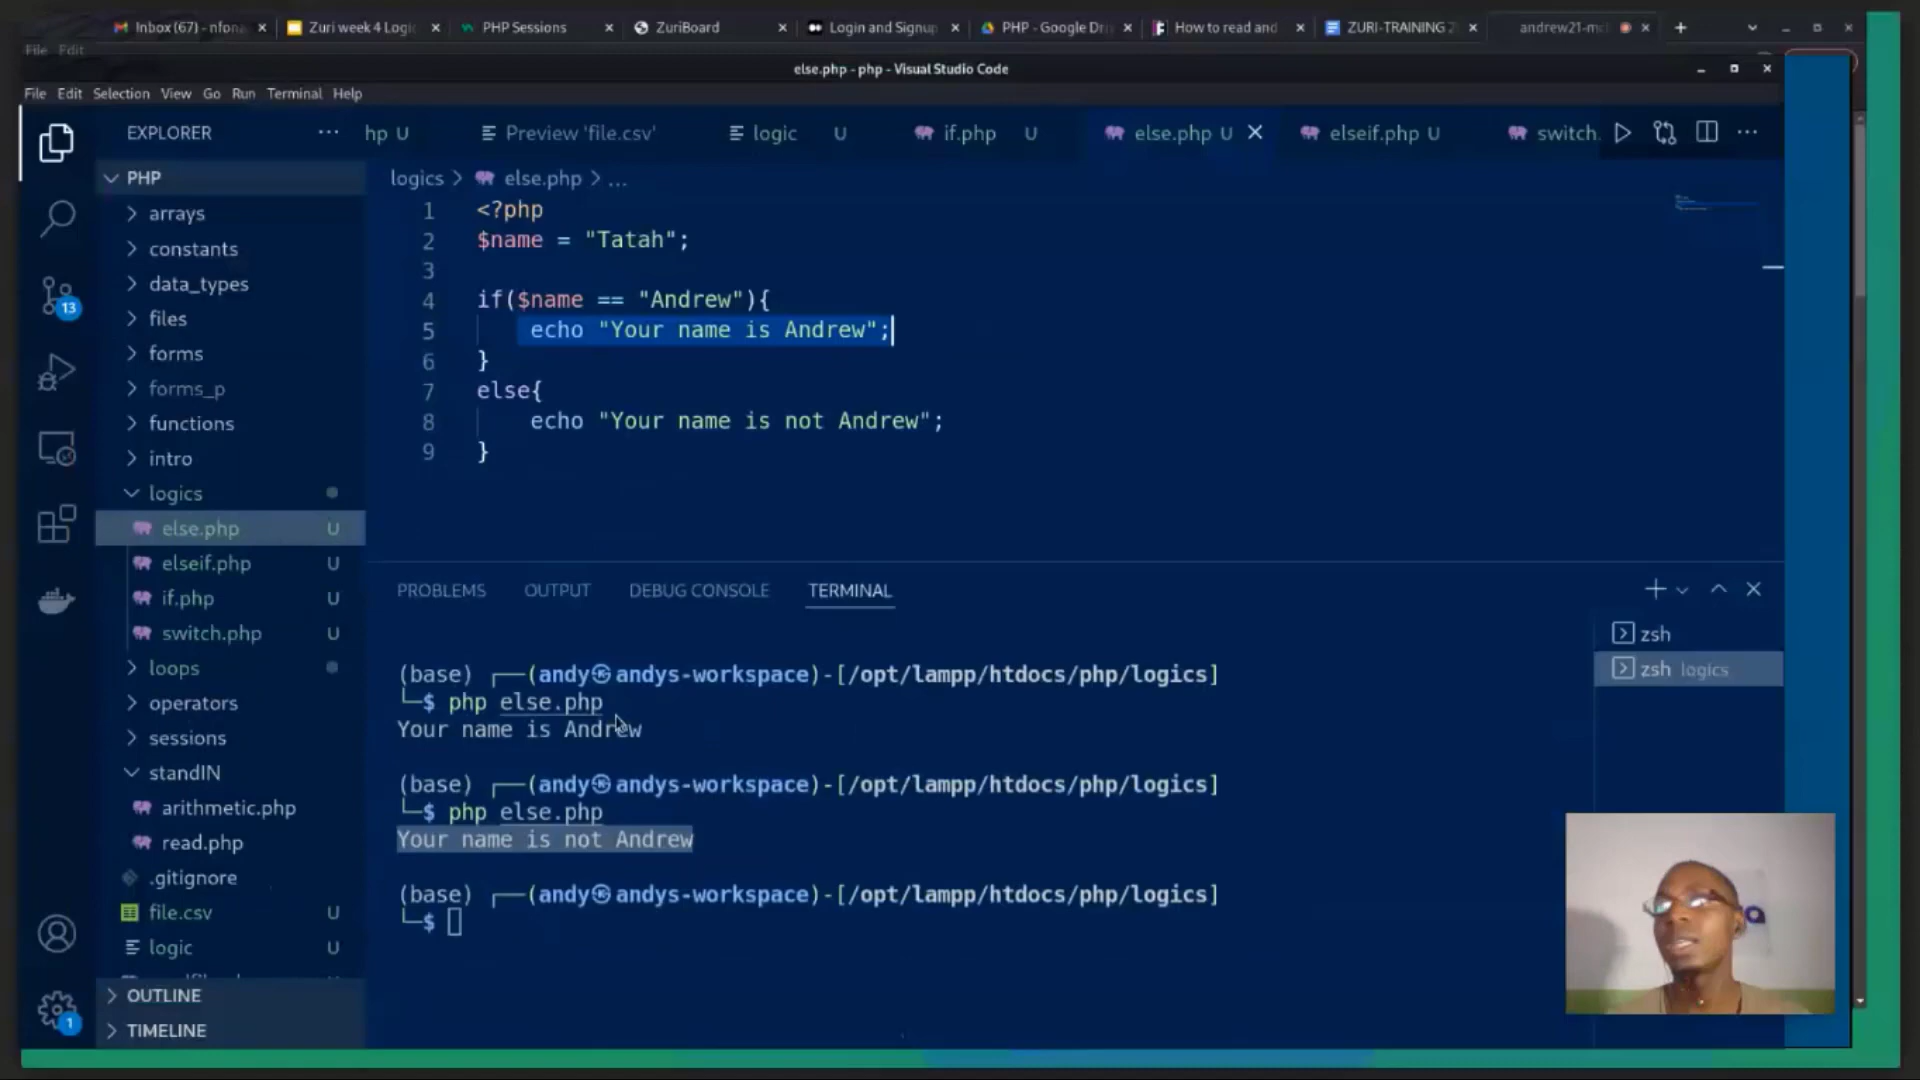 Inbox (67) - nfona
Zuri week 4 Logic
PHP Sessions
ZuriBoard
Login and Signup
PHP - Google Dri
How to read and
ZURI-TRAINING 2
andrew21-mc
File Edit
else.php - php - Visual Studio Code
File Edit Selection View Go Run Terminal Help
EXPLORER
hp U
Preview 'file.csv'
logic U
if.php U
else.php U
elseif.php U
switch.
PHP
arrays
constants
data_types
files
forms
forms_p
functions
intro
logics
else.php U
elseif.php U
if.php U
switch.php U
loops
operators
sessions
standIN
arithmetic.php
read.php
.gitignore
file.csv U
logic U
OUTLINE
TIMELINE
13
1
logics > else.php > ...
1 <?php
2 $name = "Tatah";
3
4 if($name == "Andrew"){
5 echo "Your name is Andrew";
6 }
7 else{
8 echo "Your name is not Andrew";
9 }
PROBLEMS OUTPUT DEBUG CONSOLE TERMINAL
zsh
zsh logics
(base) ┌──(andy㉿andys-workspace)-[/opt/lampp/htdocs/php/logics]
└─$ php else.php
Your name is Andrew
(base) ┌──(andy㉿andys-workspace)-[/opt/lampp/htdocs/php/logics]
└─$ php else.php
Your name is not Andrew
(base) ┌──(andy㉿andys-workspace)-[/opt/lampp/htdocs/php/logics]
└─$